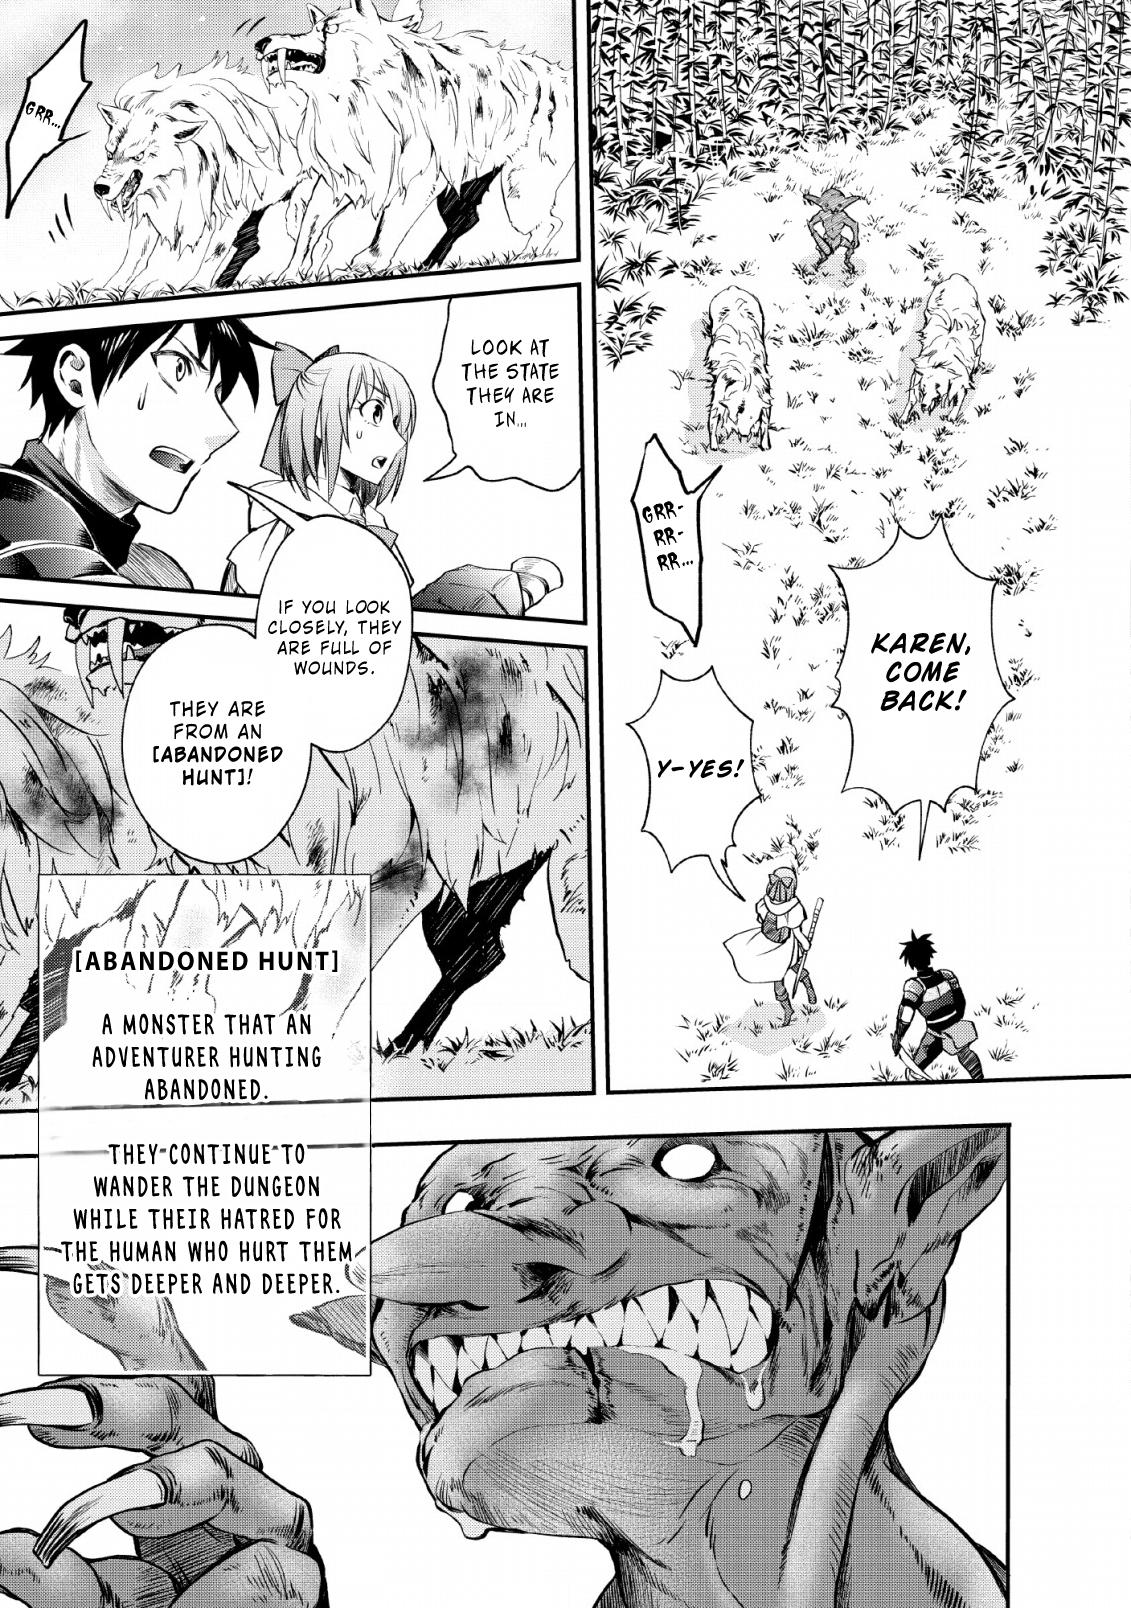 GRR-
RR-
RR...
KAREN,
COME
BACK!
Y-YES!
GRR...
LOOK AT
THE STATE
THEY ARE
IN...
IF YOU LOOK
CLOSELY, THEY
ARE FULL OF
WOUNDS.
THEY ARE
FROM AN
[ABANDONED
HUNT]!
[ABANDONED HUNT]
A MONSTER THAT AN
ADVENTURER HUNTING
ABANDONED.
THEY CONTINUE TO
WANDER THE DUNGEON
WHILE THEIR HATRED FOR
THE HUMAN WHO HURT THEM
GETS DEEPER AND DEEPER.